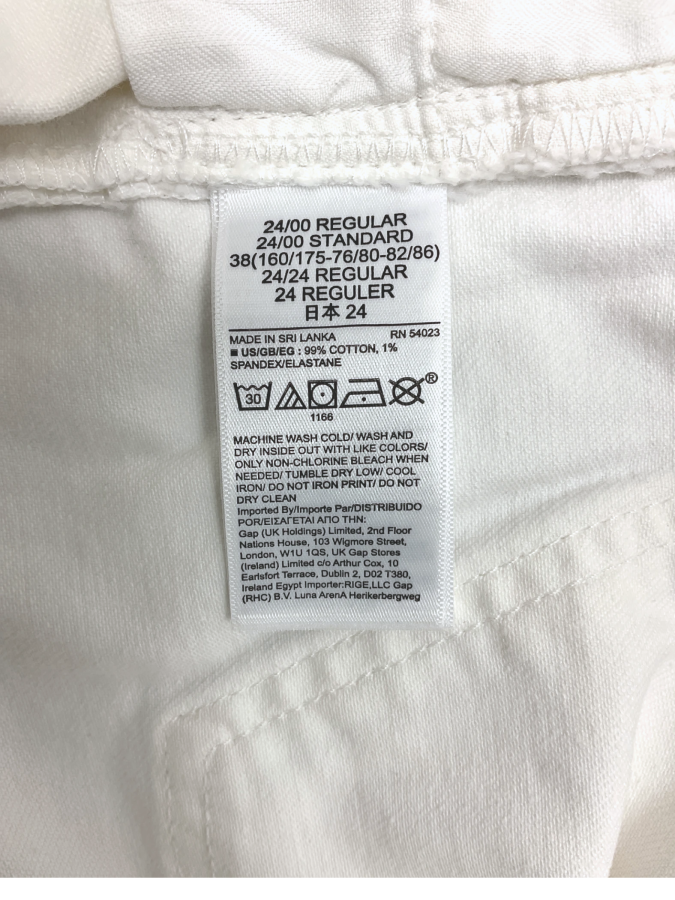 24/00 REGULAR
24/00 STANDARD
38(160/175-76/80-82/86)
24/24 REGULAR
24 REGULER
日本 24
MADE IN SRI LANKA RN 54023
■ US/GB/EG : 99% COTTON, 1%
SPANDEX/ELASTANE
30 ®
1166
MACHINE WASH COLD/ WASH AND
DRY INSIDE OUT WITH LIKE COLORS/
ONLY NON-CHLORINE BLEACH WHEN
NEEDED/ TUMBLE DRY LOW/ COOL
IRON/ DO NOT IRON PRINT/ DO NOT
DRY CLEAN
Imported By/Importe Par/DISTRIBUIDO
POR/ΕΙΣΑΓΕΤΑΙ ΑΠΟ ΤΗΝ:
Gap (UK Holdings) Limited, 2nd Floor
Nations House, 103 Wigmore Street,
London, W1U 1QS, UK Gap Stores
(Ireland) Limited c/o Arthur Cox, 10
Earlsfort Terrace, Dublin 2, D02 T380,
Ireland Egypt Importer:RIGE,LLC Gap
(RHC) B.V. Luna ArenA Herikerbergweg